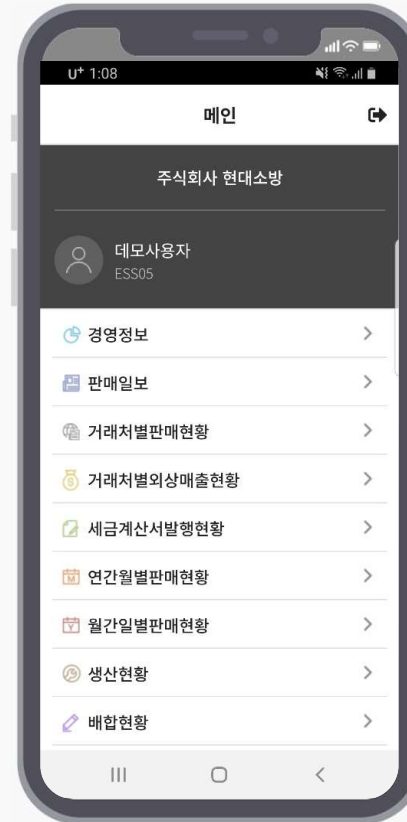 U+ 1:08
메인
주식회사 현대소방
데모사용자
ESS05
경영정보
판매일보
거래처별판매현황
거래처별외상매출현황
세금계산서발행현황
연간월별판매현황
월간일별판매현황
생산현황
배합현황